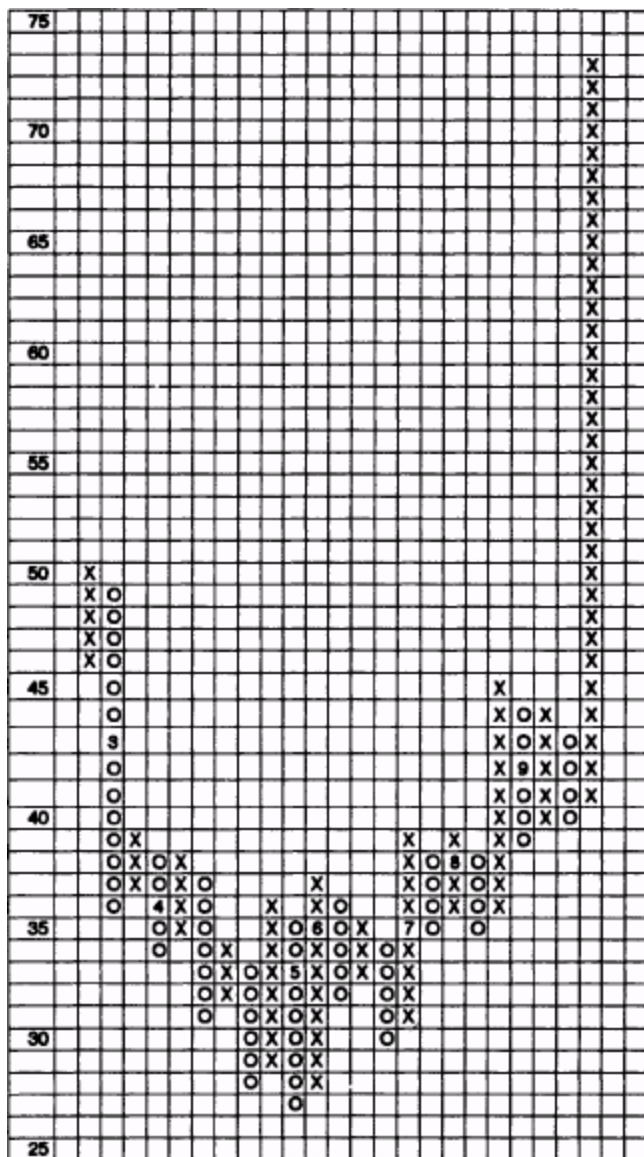 75
X
X
X
70 X
X
X
X
X
65 X
X
X
X
X
60 X
X
X
X
X
55 X
X
X
X
X
50 X X
X O X
X O X
X O X
X O X
45 O X X
O X O X X
3 X O X O X
O X 9 X O X
O X O X O X
40 O X O X O
O X X X X O
O X O X X O 8 O X
O X O X O X X O X O X
O 4 X O X X O X O X O X
35 O X O X O 6 O X 7 O O
O O X X O X O X O X
O X O X 5 X O X O X
O X O X O X O O X
O O X O X O X
30 O X O X O
O X O X
O O X
O
25